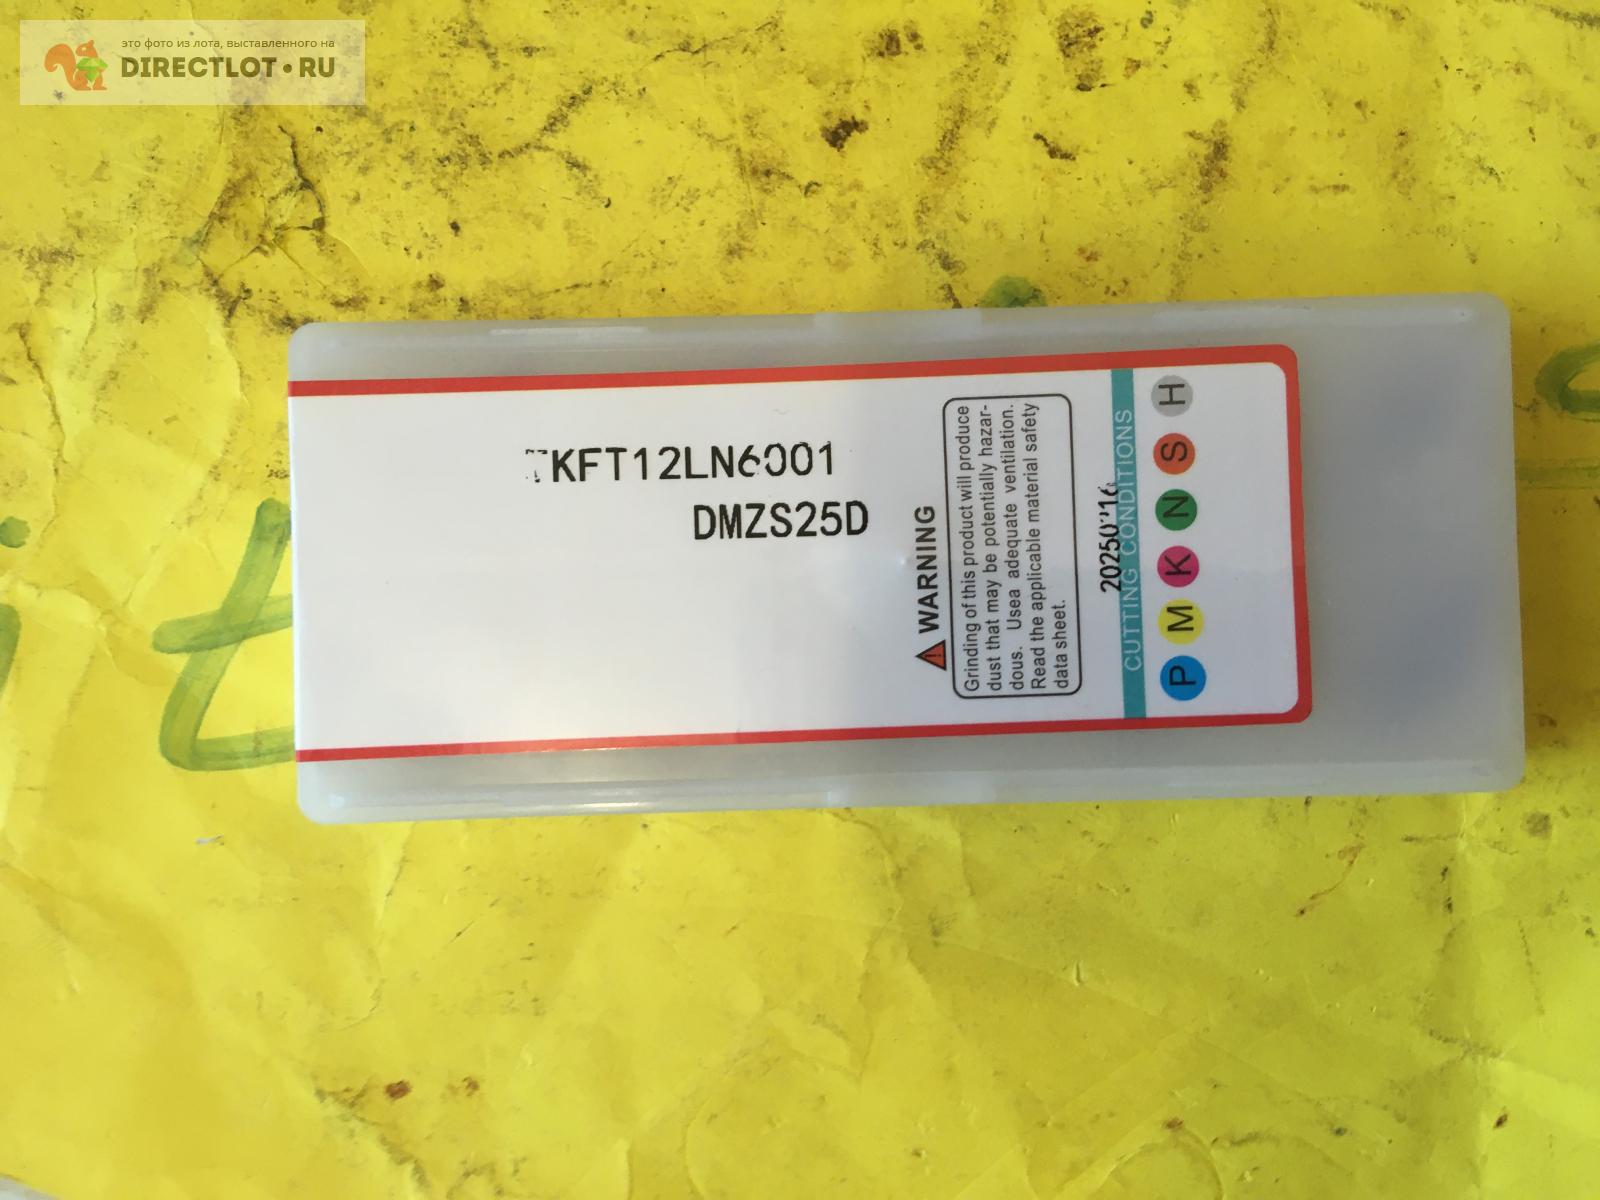 это фото из лота, выставленного на
DIRECTLOT.RU
TKFT12LN6001
DMZS25D
WARNING
Grinding of this product will produce
dust that may be potentially hazar-
dous. Usea adequate ventilation.
Read the applicable material safety
data sheet.
CUTTING CONDITIONS
P M K N S H